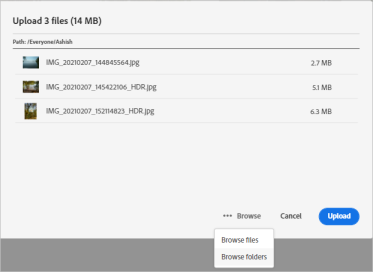 Upload 3 files (14 MB)
Path: /Everyone/Ashish
IMG_20210207_144845564.jpg 2.7 MB
IMG_20210207_145422106_HDR.jpg 5.1 MB
IMG_20210207_152114823_HDR.jpg 6.3 MB
••• Browse Cancel Upload
Browse files
Browse folders